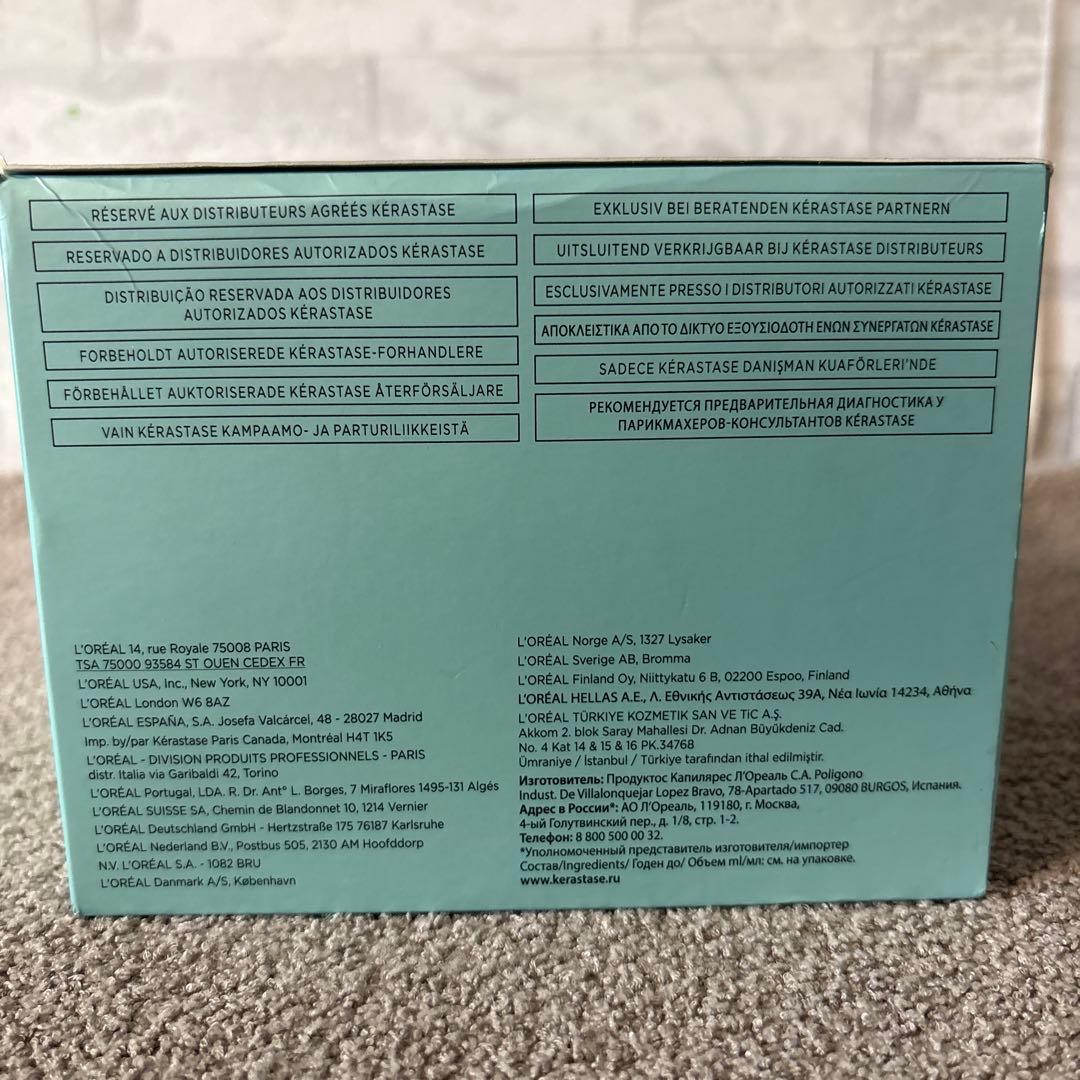 RÉSERVÉ AUX DISTRIBUTEURS AGRÉÉS KÉRASTASE
RESERVADO A DISTRIBUIDORES AUTORIZADOS KÉRASTASE
DISTRIBUIÇÃO RESERVADA AOS DISTRIBUIDORES
AUTORIZADOS KÉRASTASE
FORBEHOLDT AUTORISEREDE KÉRASTASE-FORHANDLERE
FÖRBEHÅLLET AUKTORISERADE KÉRASTASE ÅTERFÖRSÄLJARE
VAIN KÉRASTASE KAMPAAMO- JA PARTURILIIKKEISTÄ
EXKLUSIV BEI BERATENDEN KÉRASTASE PARTNERN
UITSLUITEND VERKRIJGBAAR BIJ KÉRASTASE DISTRIBUTEURS
ESCLUSIVAMENTE PRESSO I DISTRIBUTORI AUTORIZZATI KÉRASTASE
ΑΠΟΚΛΕΙΣΤΙΚΑ ΑΠΟ ΤΟ ΔΙΚΤΥΟ ΕΞΟΥΣΙΟΔΟΤΗ ΕΝΩΝ ΣΥΝΕΡΓΑΤΩΝ KÉRASTASE
SADECE KÉRASTASE DANIŞMAN KUAFÖRLERİ'NDE
РЕКОМЕНДУЕТСЯ ПРЕДВАРИТЕЛЬНАЯ ДИАГНОСТИКА У
ПАРИКМАХЕРОВ-КОНСУЛЬТАНТОВ KÉRASTASE
L'ORÉAL 14, rue Royale 75008 PARIS
TSA 75000 93584 ST OUEN CEDEX FR
L'ORÉAL USA, Inc., New York, NY 10001
L'ORÉAL London W6 8AZ
L'ORÉAL ESPAÑA, S.A. Josefa Valcárcel, 48 - 28027 Madrid
Imp. by/par Kérastase Paris Canada, Montréal H4T 1K5
L'ORÉAL - DIVISION PRODUITS PROFESSIONNELS - PARIS
distr. Italia via Garibaldi 42, Torino
L'ORÉAL Portugal, LDA. R. Dr. Antº L. Borges, 7 Miraflores 1495-131 Algés
L'ORÉAL SUISSE SA, Chemin de Blandonnet 10, 1214 Vernier
L'ORÉAL Deutschland GmbH - Hertzstraße 175 76187 Karlsruhe
L'ORÉAL Nederland B.V., Postbus 505, 2130 AM Hoofddorp
N.V. L'ORÉAL S.A. - 1082 BRU
L'ORÉAL Danmark A/S, København
L'ORÉAL Norge A/S, 1327 Lysaker
L'ORÉAL Sverige AB, Bromma
L'ORÉAL Finland Oy, Niittykatu 6 B, 02200 Espoo, Finland
L'ORÉAL HELLAS A.E., Λ. Εθνικής Αντιστάσεως 39Α, Νέα Ιωνία 14234, Αθήνα
L'ORÉAL TÜRKIYE KOZMETIK SAN VE TiC A.Ş.
Akkom 2. blok Saray Mahallesi Dr. Adnan Büyükdeniz Cad.
No. 4 Kat 14 & 15 & 16 PK.34768
Ümraniye / İstanbul / Türkiye tarafından ithal edilmiştir.
Изготовитель: Продуктос Капилярес Л'Ореаль С.А. Poligono
Indust. De Villalonquejar Lopez Bravo, 78-Apartado 517, 09080 BURGOS, Испания.
Адрес в России*: АО Л'Ореаль, 119180, г. Москва,
4-ый Голутвинский пер., д. 1/8, стр. 1-2.
Телефон: 8 800 500 00 32.
*Уполномоченный представитель изготовителя/импортер
Состав/Ingredients/ Годен до/ Объем ml/мл: см. на упаковке.
www.kerastase.ru